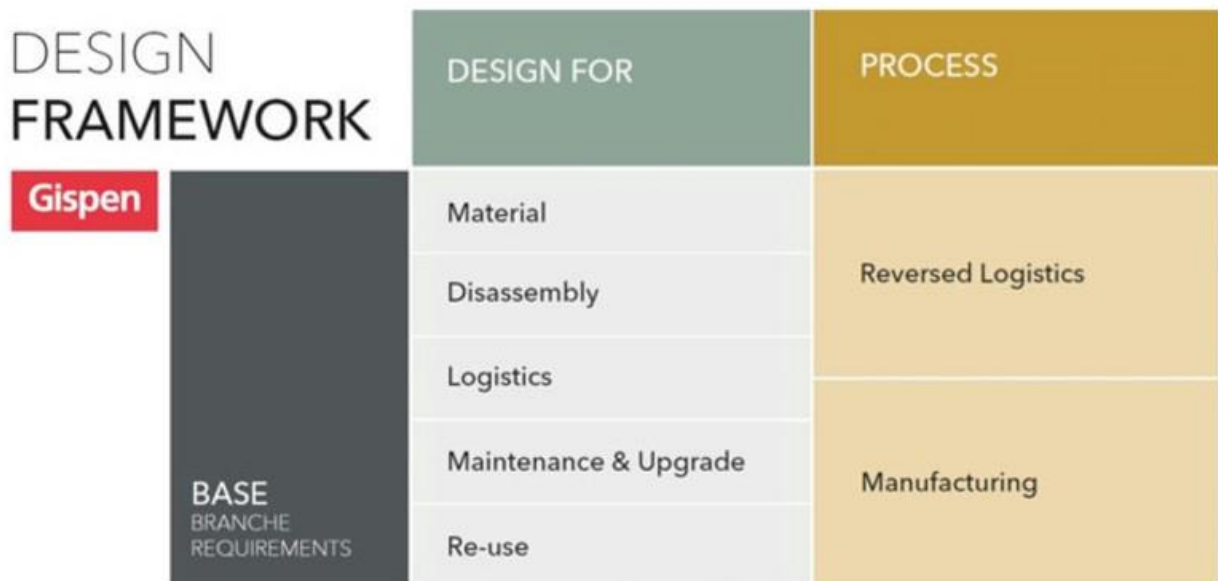 DESIGN
FRAMEWORK
Gispen
BASE
BRANCHE
REQUIREMENTS
DESIGN FOR
Material
Disassembly
Logistics
Maintenance & Upgrade
Re-use
PROCESS
Reversed Logistics
Manufacturing